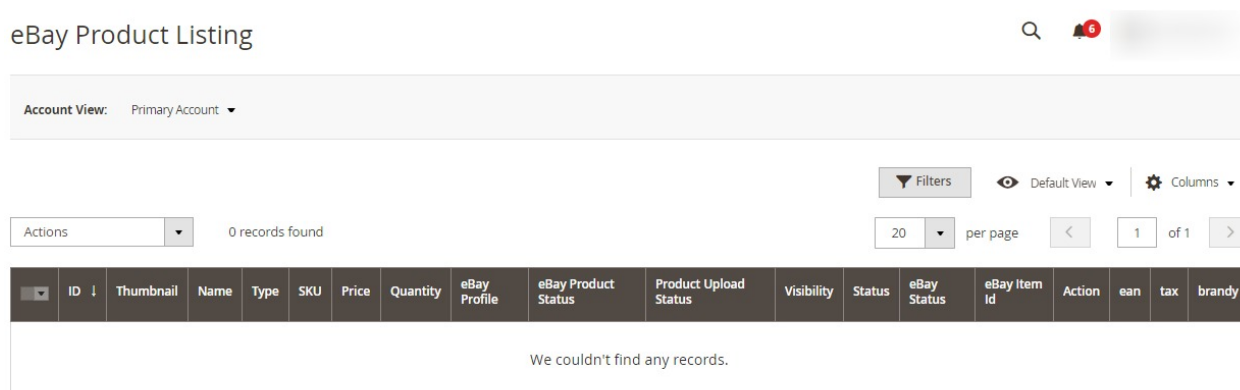 eBay Product Listing
6
Account View: Primary Account
Filters Default View Columns
Actions 0 records found 20 per page 1 of 1
ID ↓ Thumbnail Name Type SKU Price Quantity eBay Profile eBay Product Status Product Upload Status Visibility Status eBay Status eBay Item Id Action ean tax brandy
We couldn't find any records.